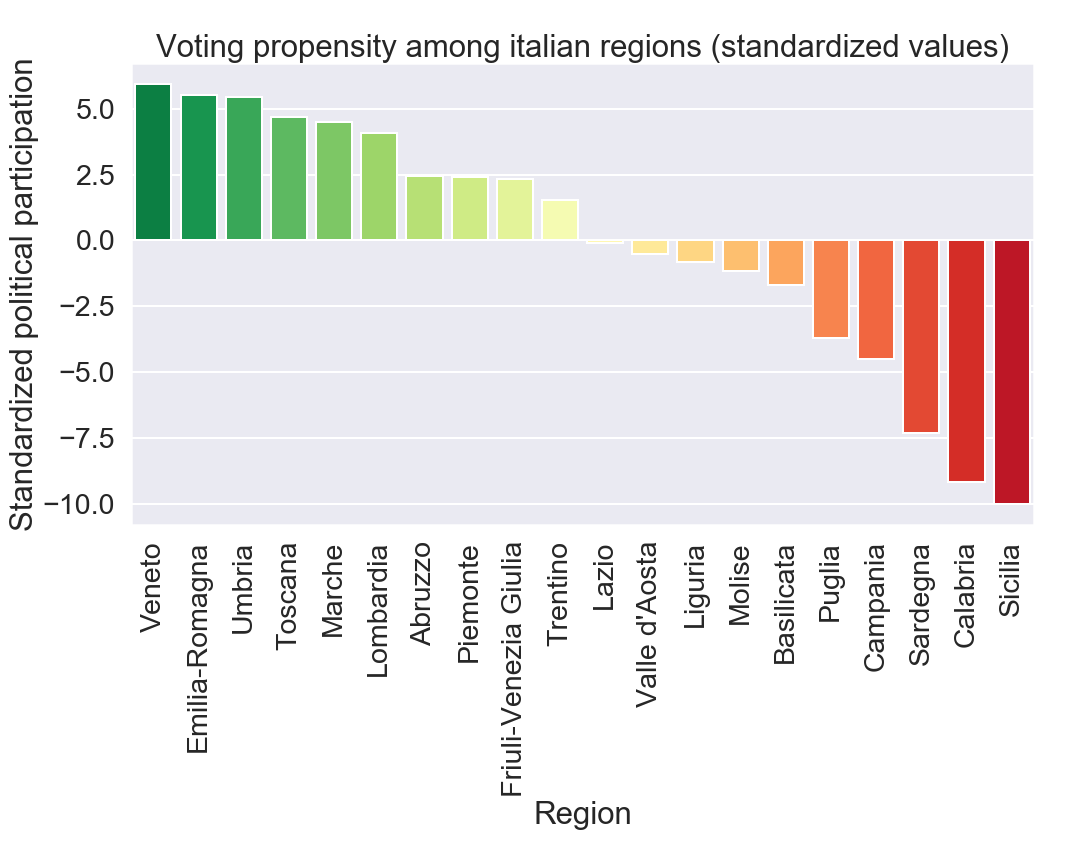 Voting propensity among italian regions (standardized values)
Standardized political participation
5.0
2.5
0.0
−2.5
−5.0
−7.5
−10.0
Veneto
Emilia-Romagna
Umbria
Toscana
Marche
Lombardia
Abruzzo
Piemonte
Friuli-Venezia Giulia
Trentino
Lazio
Valle d'Aosta
Liguria
Molise
Basilicata
Puglia
Campania
Sardegna
Calabria
Sicilia
Region